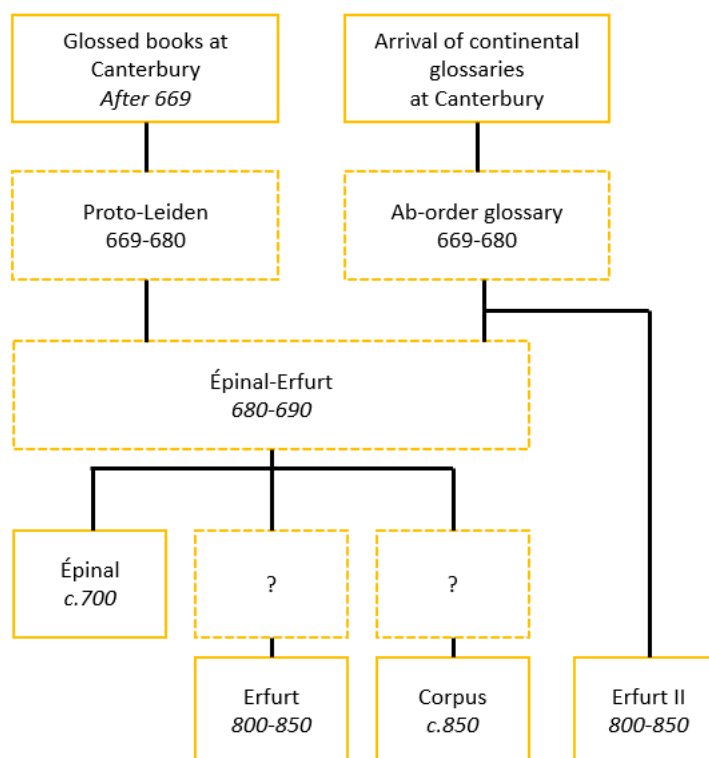 Glossed books at
Canterbury
After 669
Arrival of continental
glossaries
at Canterbury
Proto-Leiden
669-680
Ab-order glossary
669-680
Épinal-Erfurt
680-690
Épinal
c.700
?
?
Erfurt
800-850
Corpus
c.850
Erfurt II
800-850